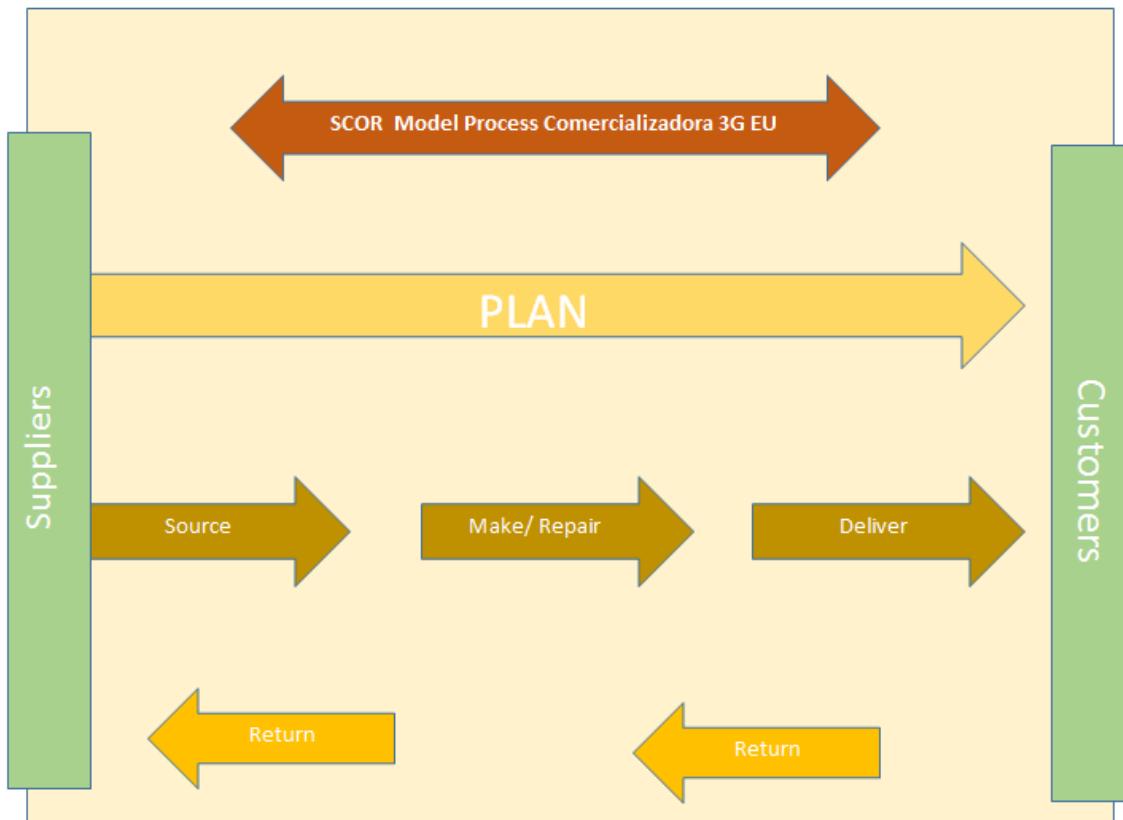 SCOR  Model Process Comercializadora 3G EU
PLAN
Suppliers
Customers
Source
Make/ Repair
Deliver
Return
Return